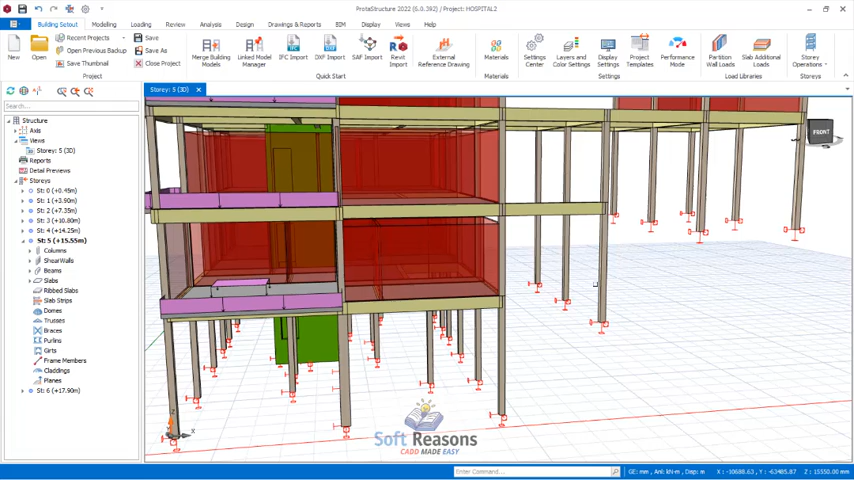 ProtaStructure 2022 (6.0.392) / Project: HOSPITAL2
Building Setout
Modeling
Loading
Review
Analysis
Design
Drawings & Reports
BIM
Display
Views
Help
New
Open
Recent Projects
Open Previous Backup
Save Thumbnail
Save
Save As
Close Project
Project
Merge Building Models
Linked Model Manager
IFC Import
DXF Import
SAF Import
Revit Import
Quick Start
External Reference Drawing
Materials
Materials
Settings Center
Layers and Color Settings
Display Settings
Project Templates
Performance Mode
Settings
Partition Wall Loads
Slab Additional Loads
Load Libraries
Storey Operations
Storeys
Search...
Structure
Axis
Views
Storey: 5 (3D)
Reports
Detail Previews
Storeys
St: 0 (+0.45m)
St: 1 (+3.90m)
St: 2 (+7.35m)
St: 3 (+10.80m)
St: 4 (+14.25m)
St: 5 (+15.55m)
Columns
ShearWalls
Beams
Slabs
Ribbed Slabs
Slab Strips
Domes
Trusses
Braces
Purlins
Girts
Frame Members
Claddings
Planes
St: 6 (+17.90m)
Storey: 5 (3D)
FRONT
Z
X
Soft Reasons
CADD MADE EASY
Enter Command...
GE: mm, Anl: kN-m , Dsp: m
X : -10688.63 , Y : -63485.87
Z : 15550.00 mm